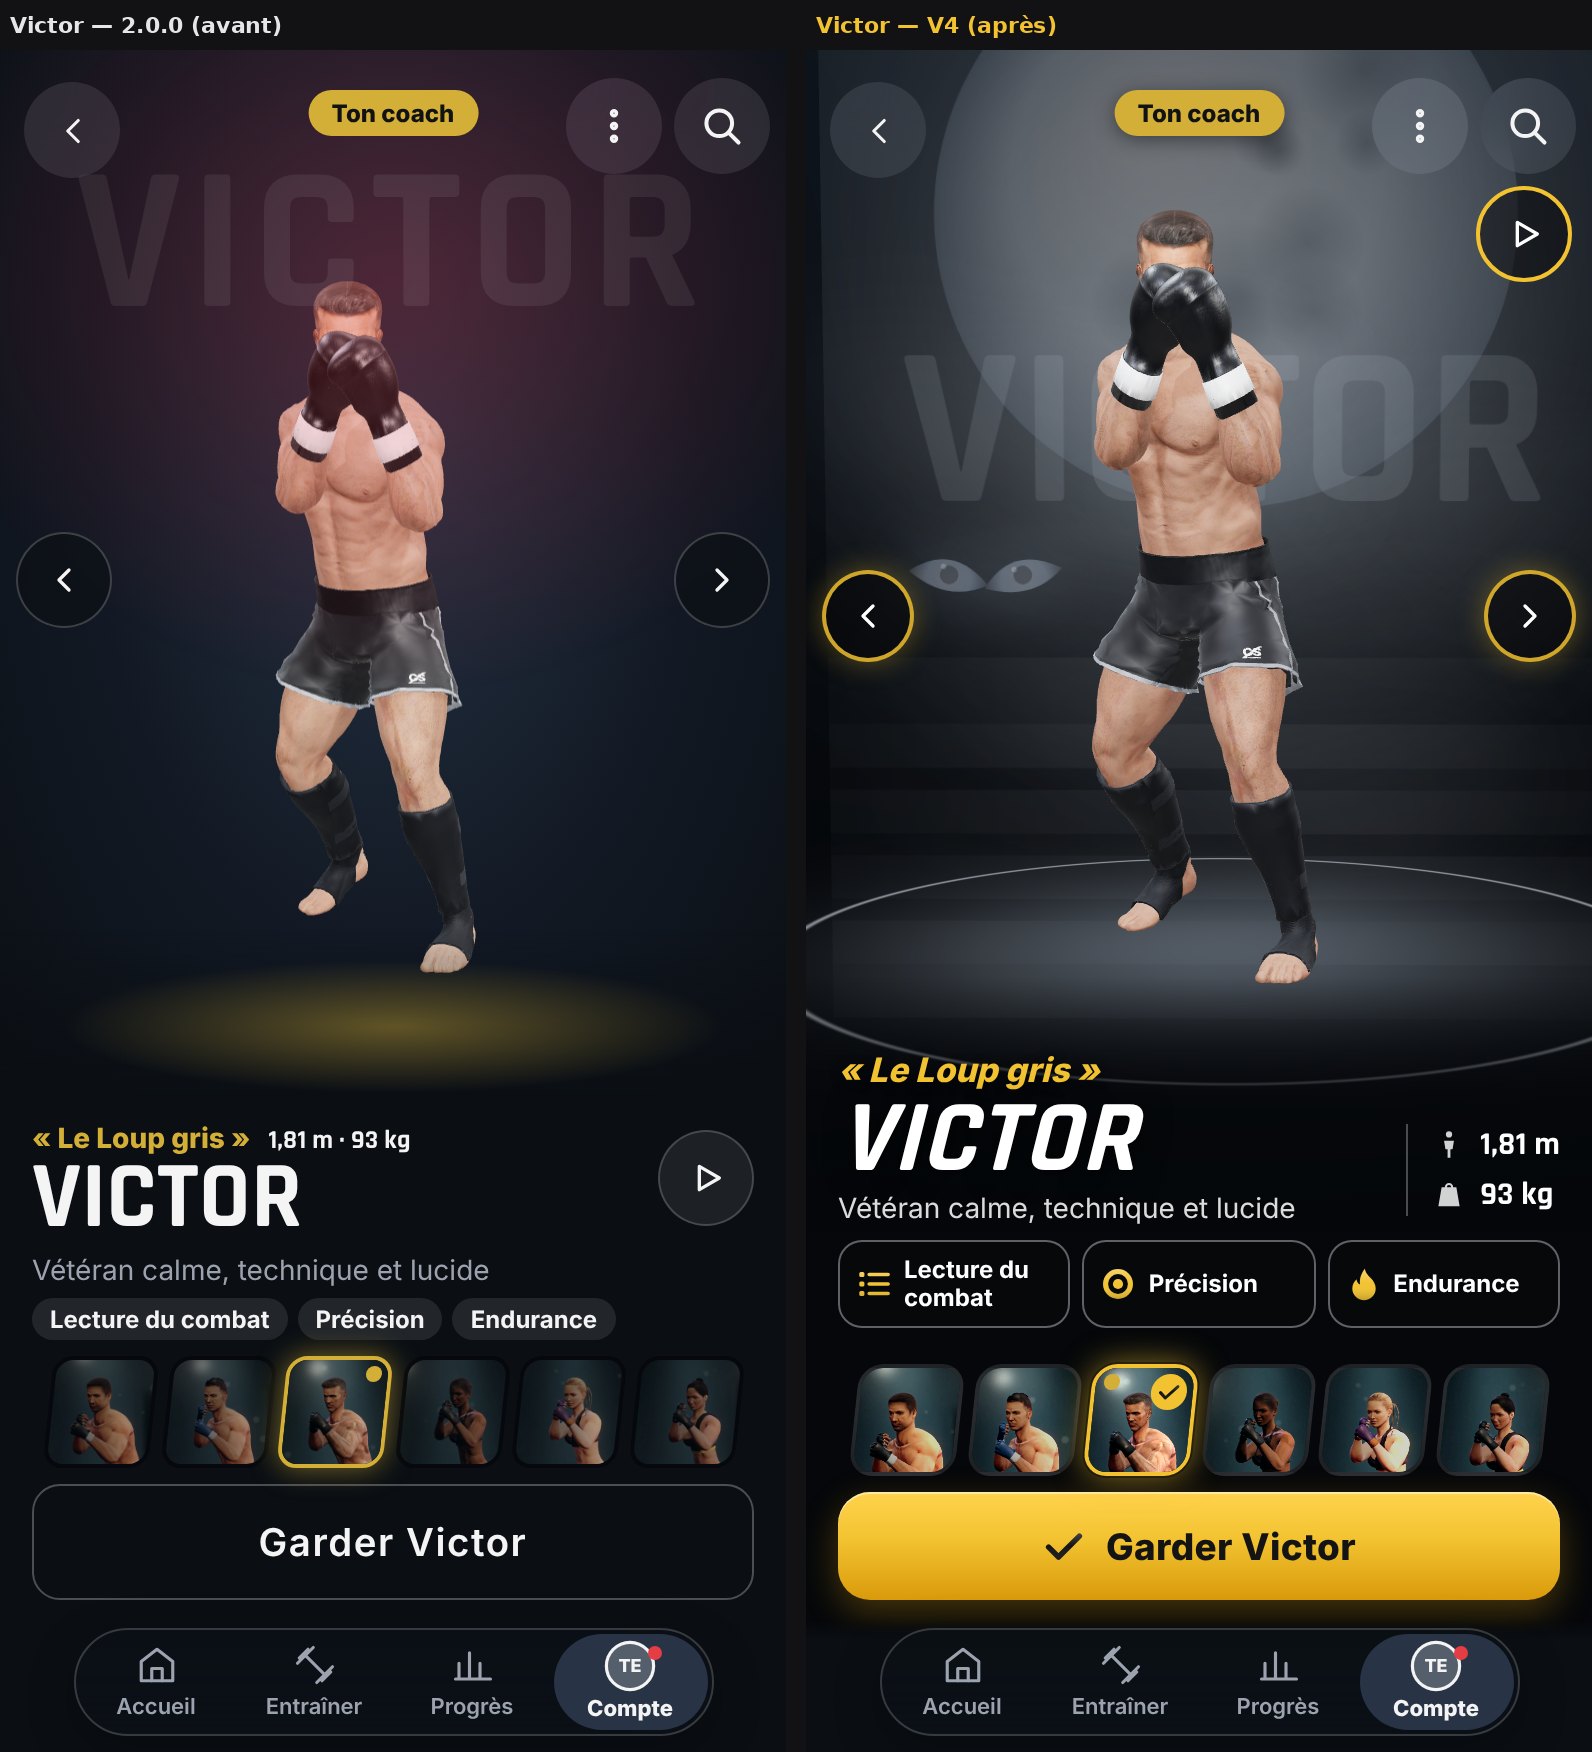 Victor — 2.0.0 (avant)
Ton coach
VICTOR
« Le Loup gris » 1,81 m · 93 kg
VICTOR
Vétéran calme, technique et lucide
Lecture du combat Précision Endurance
Garder Victor
Accueil Entraîner Progrès TE Compte
Victor — V4 (après)
Ton coach
VICTOR
« Le Loup gris »
VICTOR
1,81 m
93 kg
Vétéran calme, technique et lucide
Lecture du
combat
Précision
Endurance
Garder Victor
Accueil Entraîner Progrès TE Compte